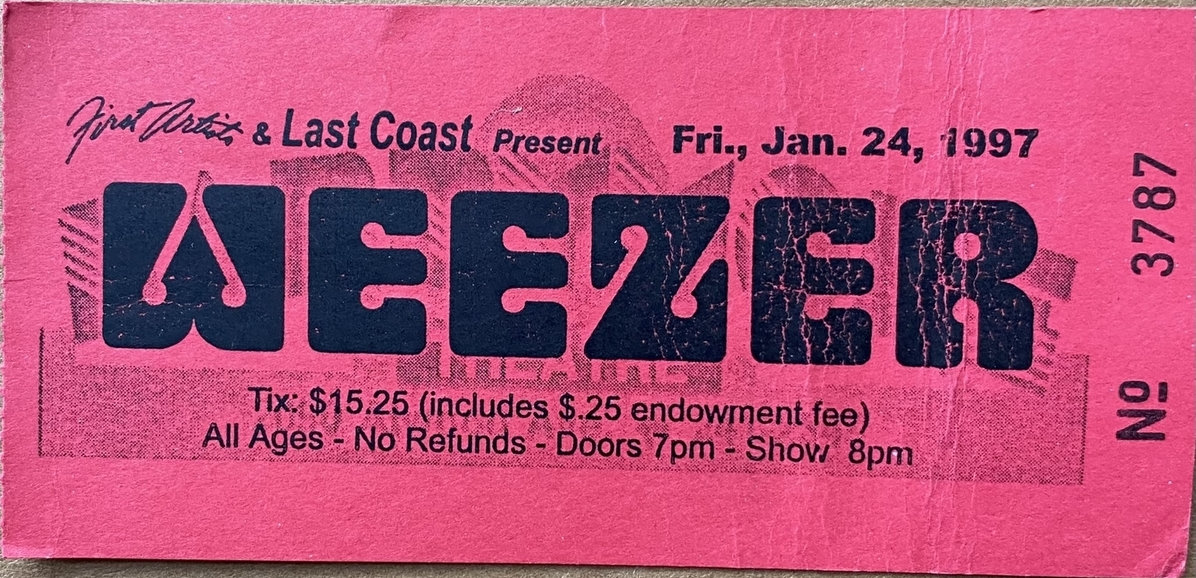 First Artists & Last Coast Present
Fri., Jan. 24, 1997
WEEZER
THEATRE
Tix: $15.25 (includes $.25 endowment fee)
All Ages - No Refunds - Doors 7pm - Show 8pm
Nº 3787